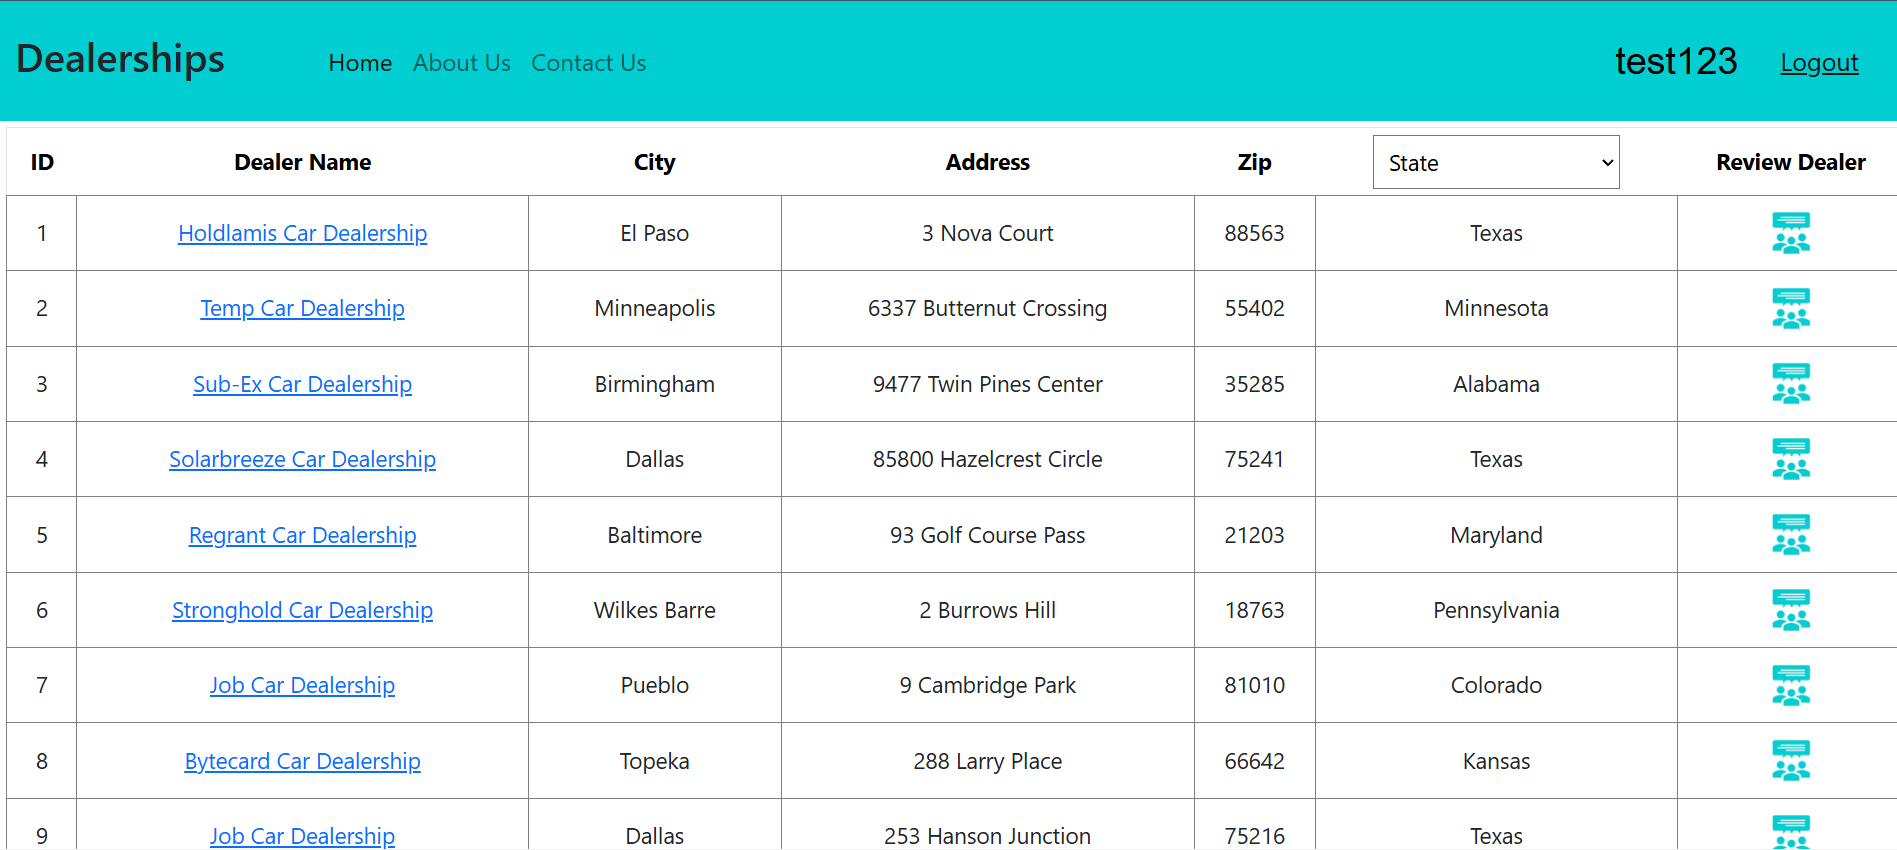 Dealerships Home About Us Contact Us test123 Logout
ID Dealer Name City Address Zip State Review Dealer
1 Holdlamis Car Dealership El Paso 3 Nova Court 88563 Texas
2 Temp Car Dealership Minneapolis 6337 Butternut Crossing 55402 Minnesota
3 Sub-Ex Car Dealership Birmingham 9477 Twin Pines Center 35285 Alabama
4 Solarbreeze Car Dealership Dallas 85800 Hazelcrest Circle 75241 Texas
5 Regrant Car Dealership Baltimore 93 Golf Course Pass 21203 Maryland
6 Stronghold Car Dealership Wilkes Barre 2 Burrows Hill 18763 Pennsylvania
7 Job Car Dealership Pueblo 9 Cambridge Park 81010 Colorado
8 Bytecard Car Dealership Topeka 288 Larry Place 66642 Kansas
9 Job Car Dealership Dallas 253 Hanson Junction 75216 Texas